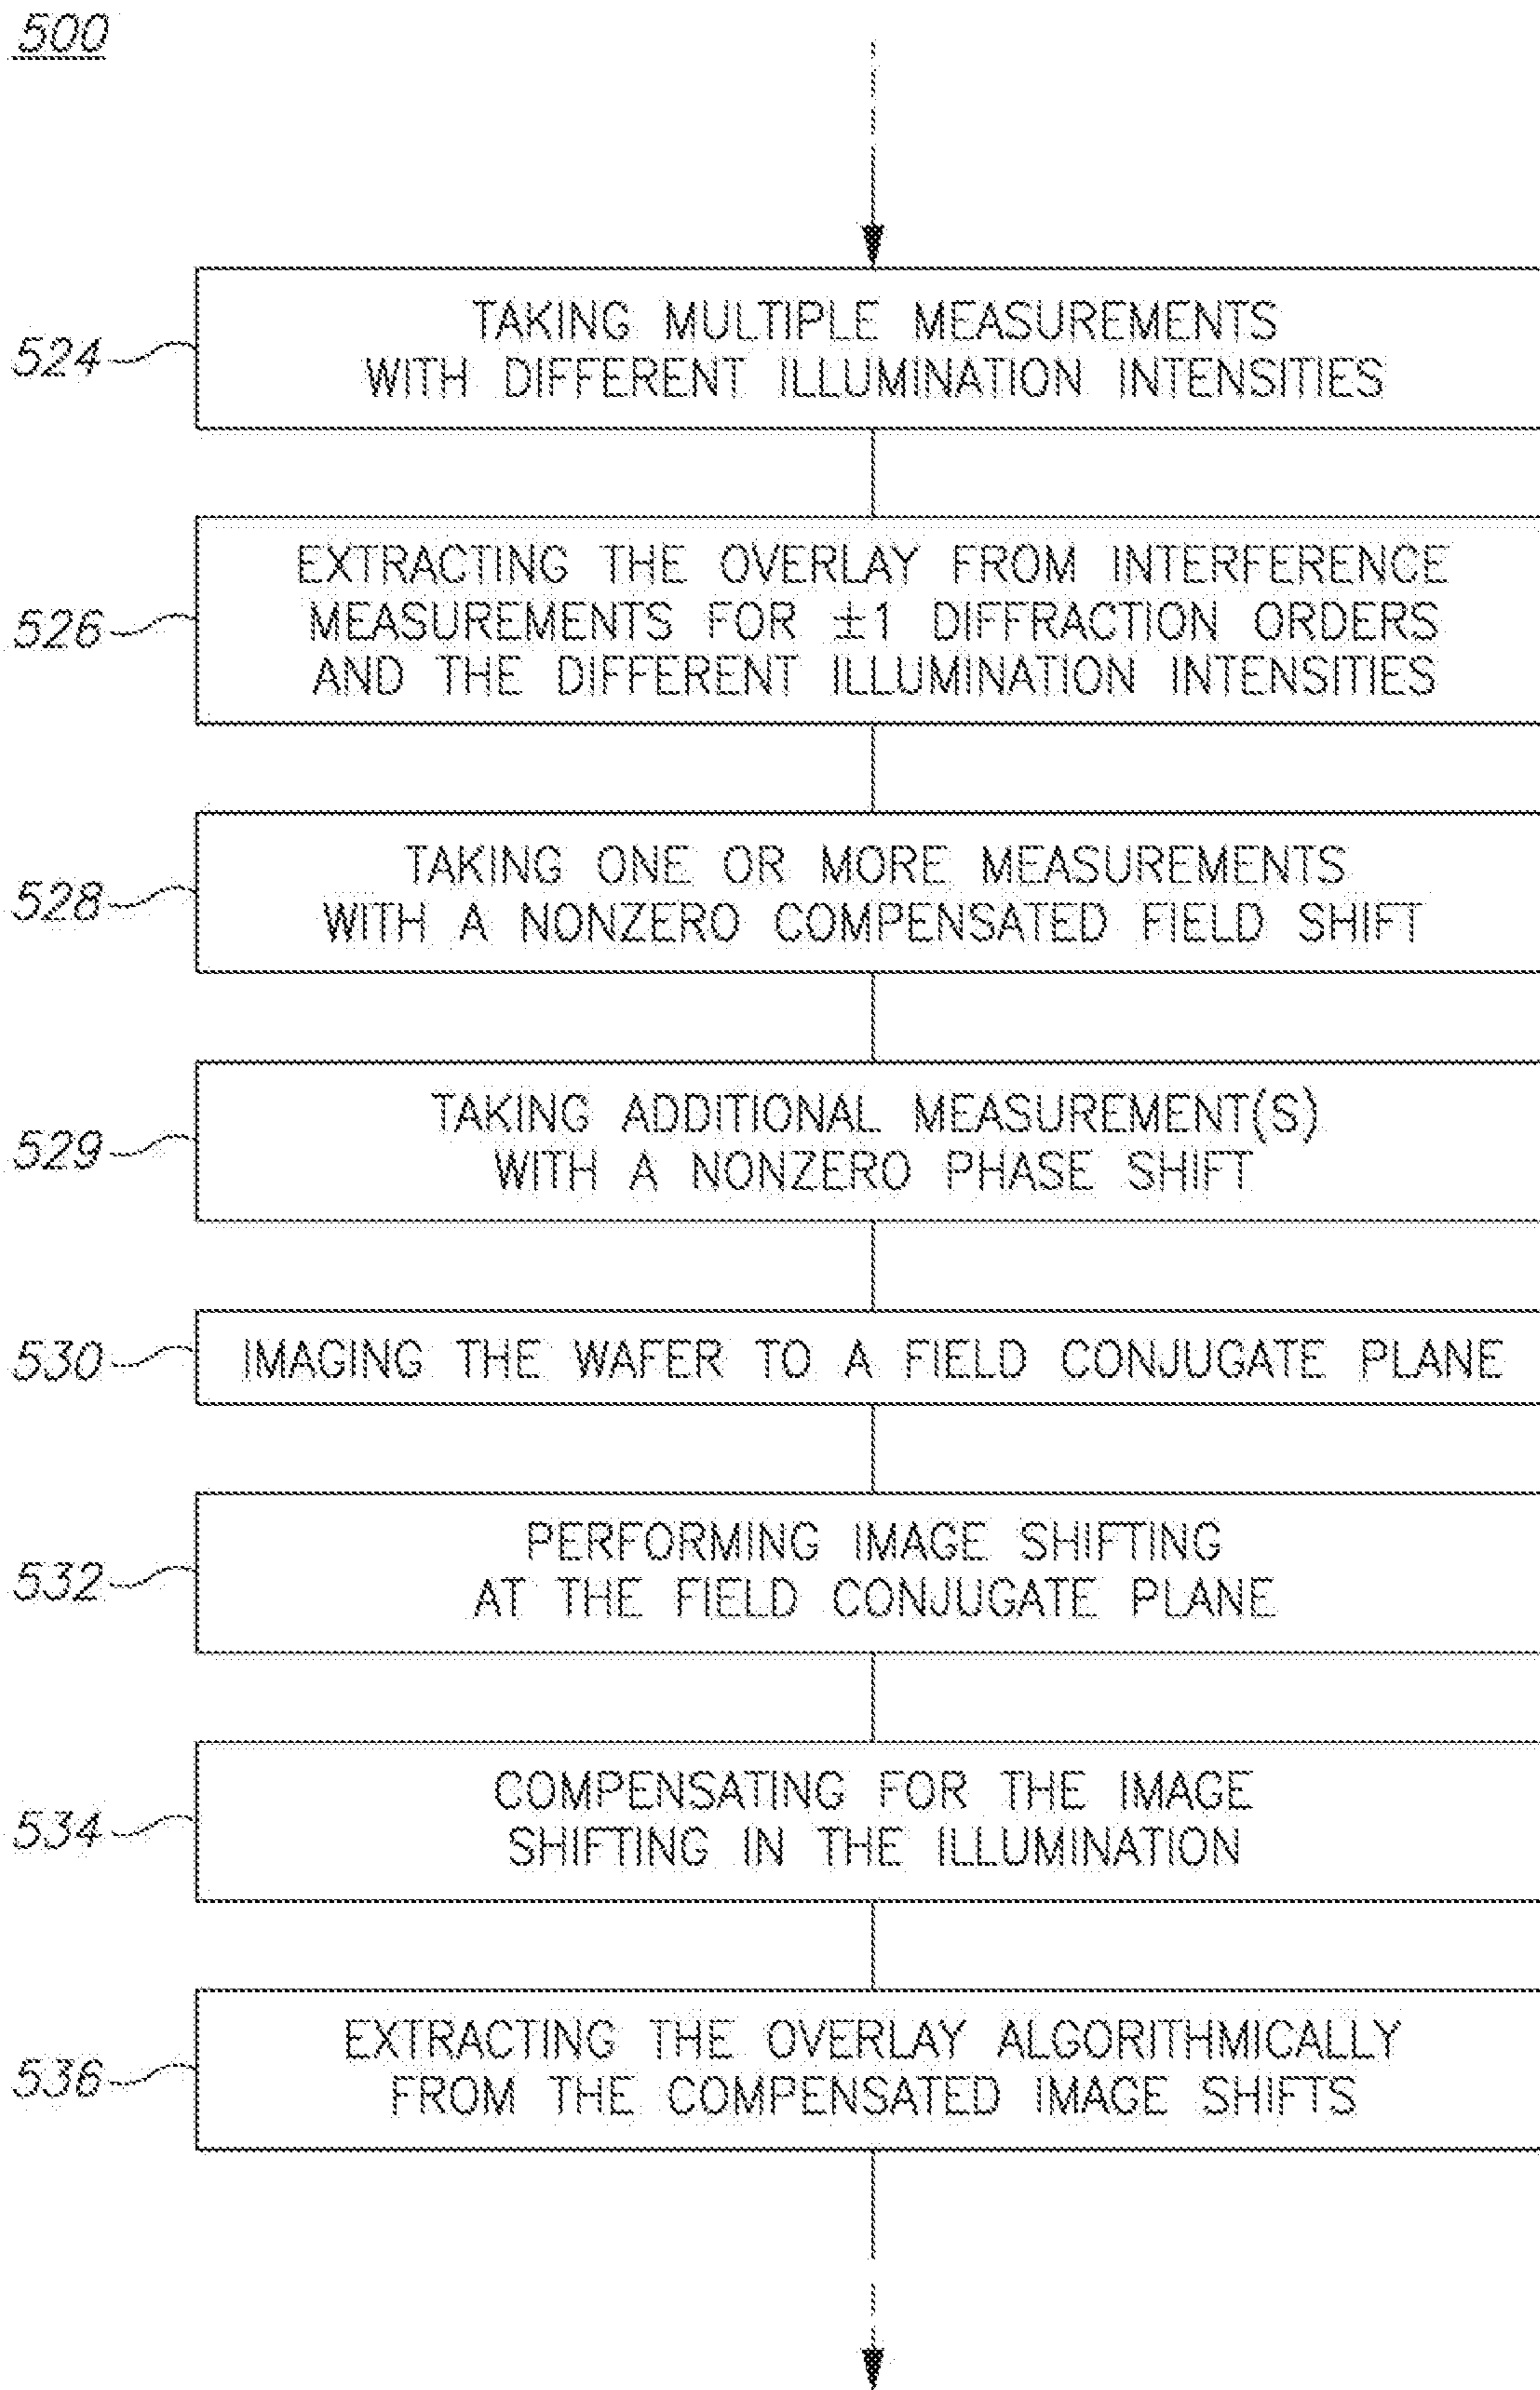 500
524
TAKING MULTIPLE MEASUREMENTS
WITH DIFFERENT ILLUMINATION INTENSITIES
526
EXTRACTING THE OVERLAY FROM INTERFERENCE
MEASUREMENTS FOR ±1 DIFFRACTION ORDERS
AND THE DIFFERENT ILLUMINATION INTENSITIES
528
TAKING ONE OR MORE MEASUREMENTS
WITH A NONZERO COMPENSATED FIELD SHIFT
529
TAKING ADDITIONAL MEASUREMENT(S)
WITH A NONZERO PHASE SHIFT
530
IMAGING THE WAFER TO A FIELD CONJUGATE PLANE
532
PERFORMING IMAGE SHIFTING
AT THE FIELD CONJUGATE PLANE
534
COMPENSATING FOR THE IMAGE
SHIFTING IN THE ILLUMINATION
536
EXTRACTING THE OVERLAY ALGORITHMICALLY
FROM THE COMPENSATED IMAGE SHIFTS